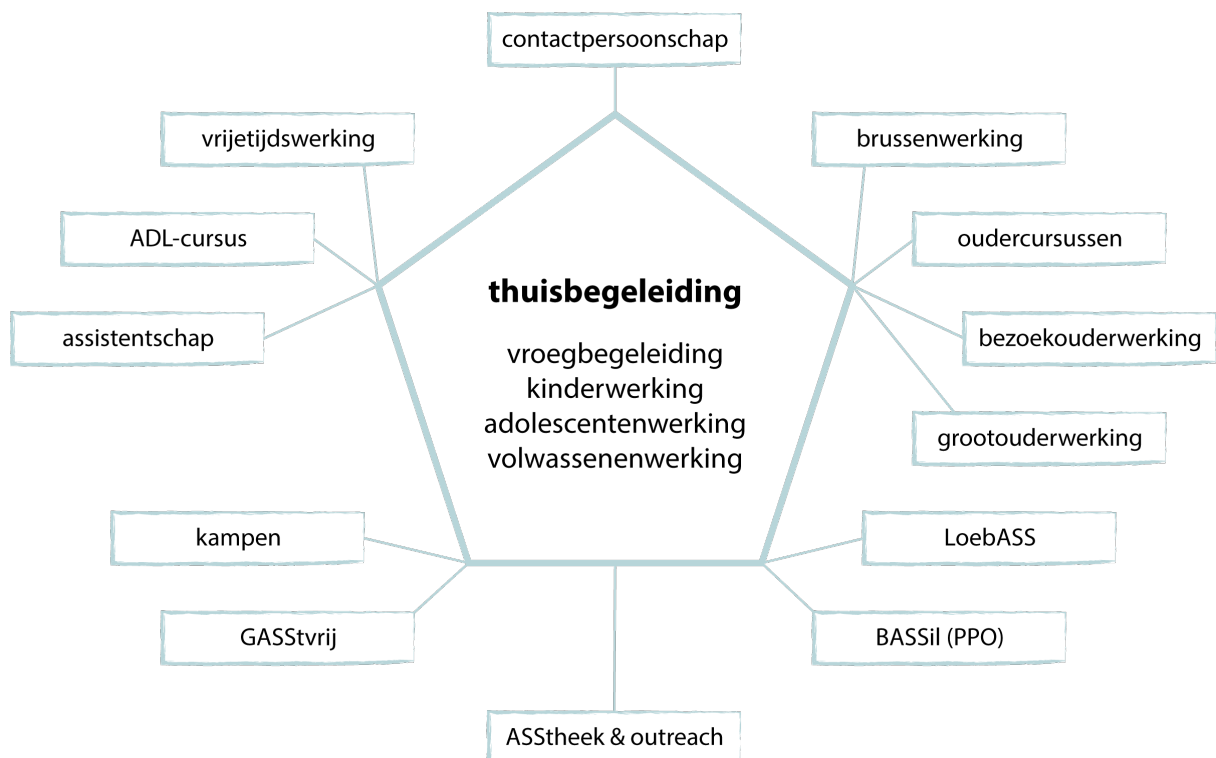 contactpersoonschap
vrijetijdswerking
brussenwerking
ADL-cursus
oudercursussen
assistentschap
bezoekouderwerking
grootouderwerking
thuisbegeleiding
vroegbegeleiding
kinderwerking
adolescentenwerking
volwassenenwerking
kampen
LoebASS
GASStvrij
BASSil (PPO)
ASStheek & outreach